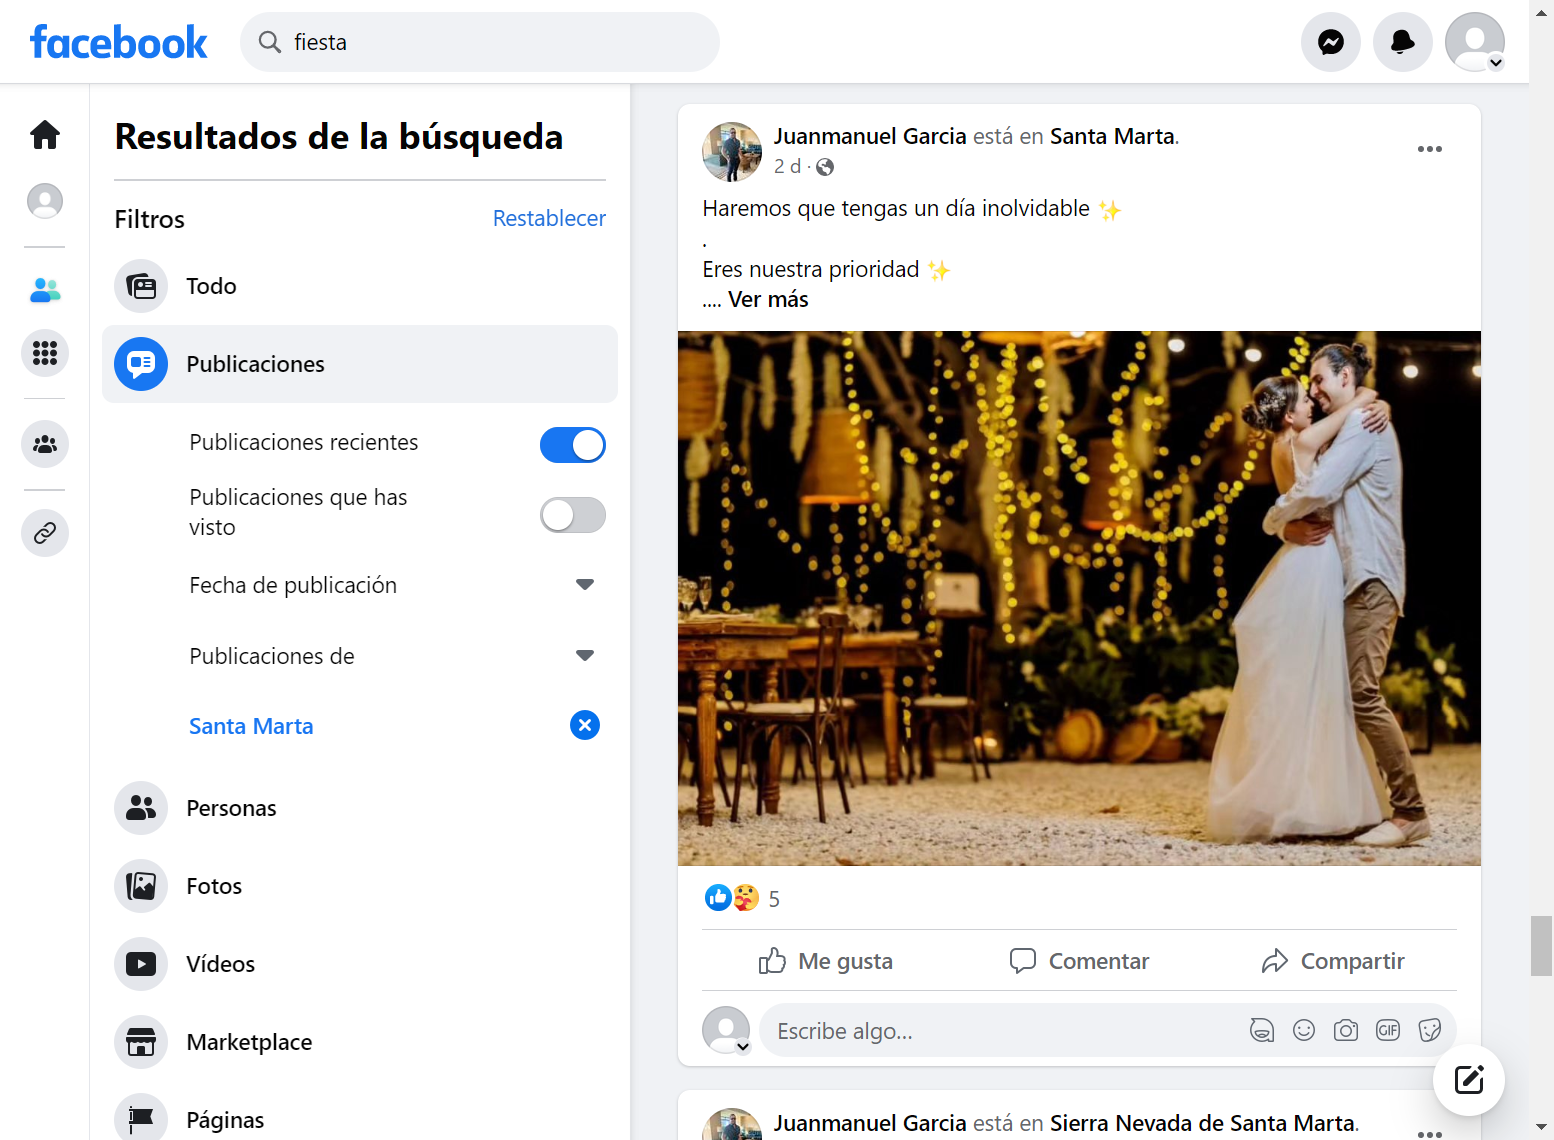 facebook
fiesta
Resultados de la búsqueda
Filtros
Restablecer
Todo
Publicaciones
Publicaciones recientes
Publicaciones que has
visto
Fecha de publicación
Publicaciones de
Santa Marta
Personas
Fotos
Vídeos
Marketplace
Páginas
Juanmanuel Garcia está en Santa Marta.
2 d ·
Haremos que tengas un día inolvidable ✨
.
Eres nuestra prioridad ✨
.... Ver más
5
Me gusta
Comentar
Compartir
Escribe algo...
GIF
Juanmanuel Garcia está en Sierra Nevada de Santa Marta.